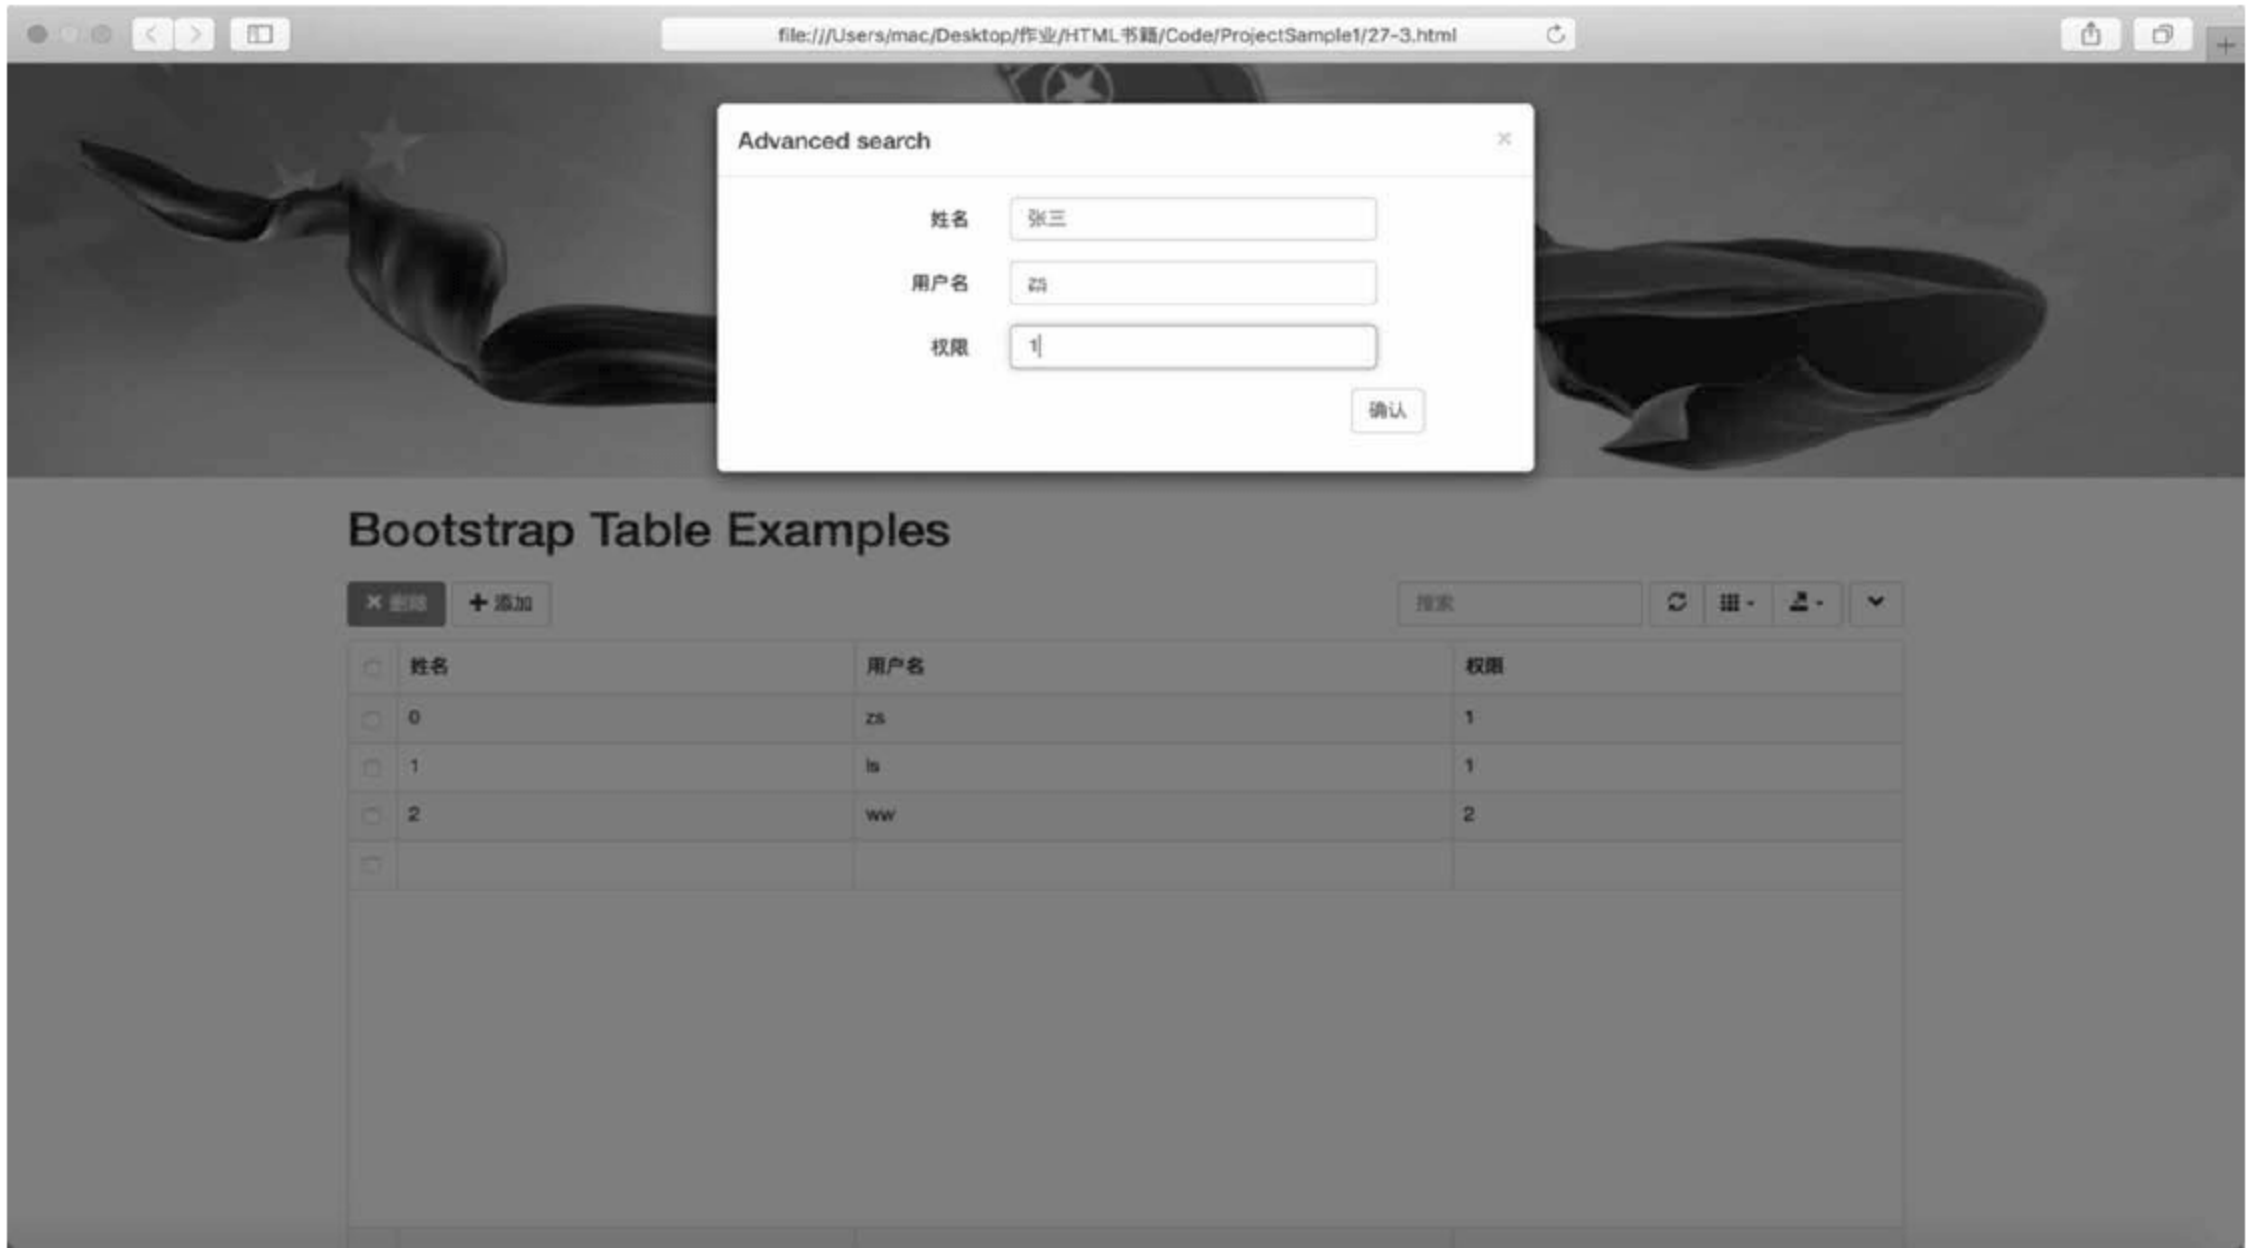 file:///Users/mac/Desktop/作业/HTML书籍/Code/ProjectSample1/27-3.html
Advanced search ×
姓名 张三
用户名 zs
权限 1
确认
Bootstrap Table Examples
删除 添加 搜索
姓名 用户名 权限
0 zs 1
1 ls 1
2 ww 2